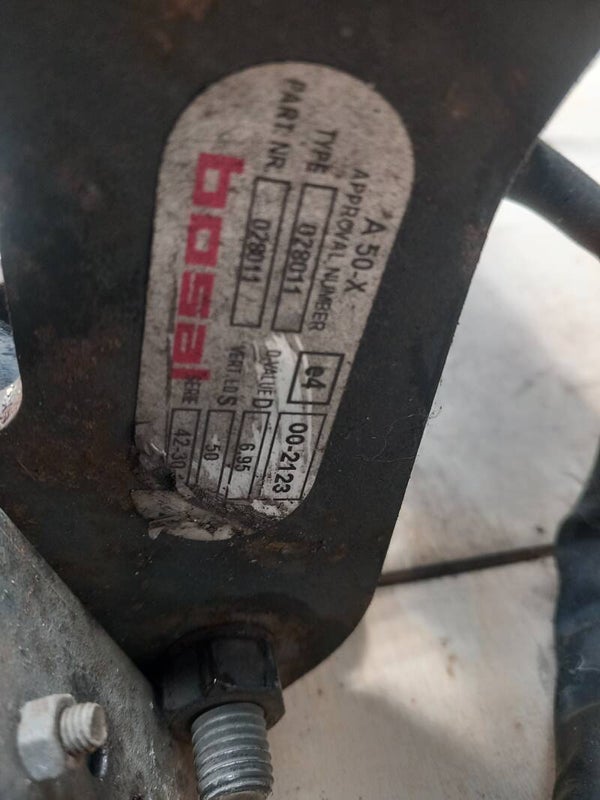 A 50-X
APPROVAL NUMBER e4 00-2123
TYPE 028011 D-VALUE D 6.95
PART. NR. 028011 VERT. LD S 50
bosal SERIE 42-30